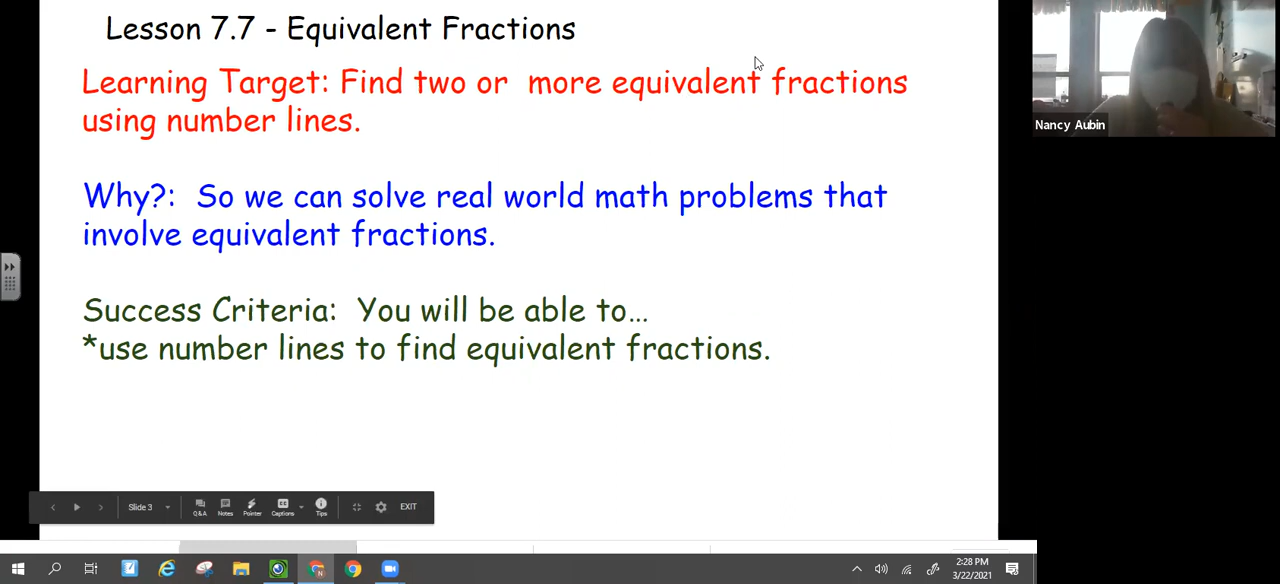 Lesson 7.7 - Equivalent Fractions
Learning Target: Find two or more equivalent fractions
using number lines.
Why?: So we can solve real world math problems that
involve equivalent fractions.
Success Criteria: You will be able to...
*use number lines to find equivalent fractions.
Nancy Aubin
Slide 3
Q&A
Notes
Pointer
Captions
Tips
EXIT
2:28 PM
3/22/2021